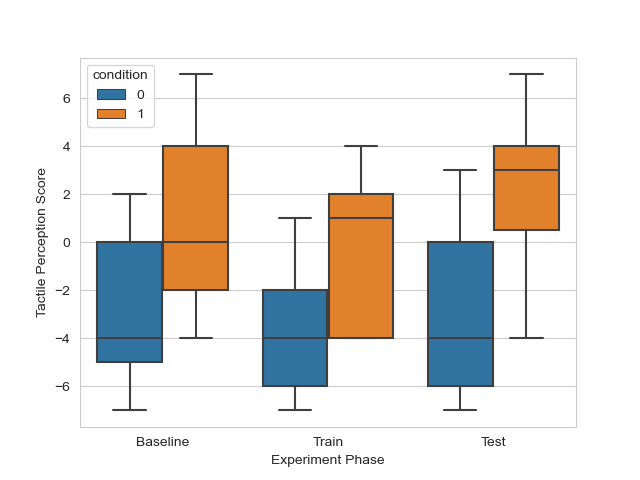 condition
0
1
6
4
2
0
−2
−4
−6
Tactile Perception Score
Baseline Train Test
Experiment Phase